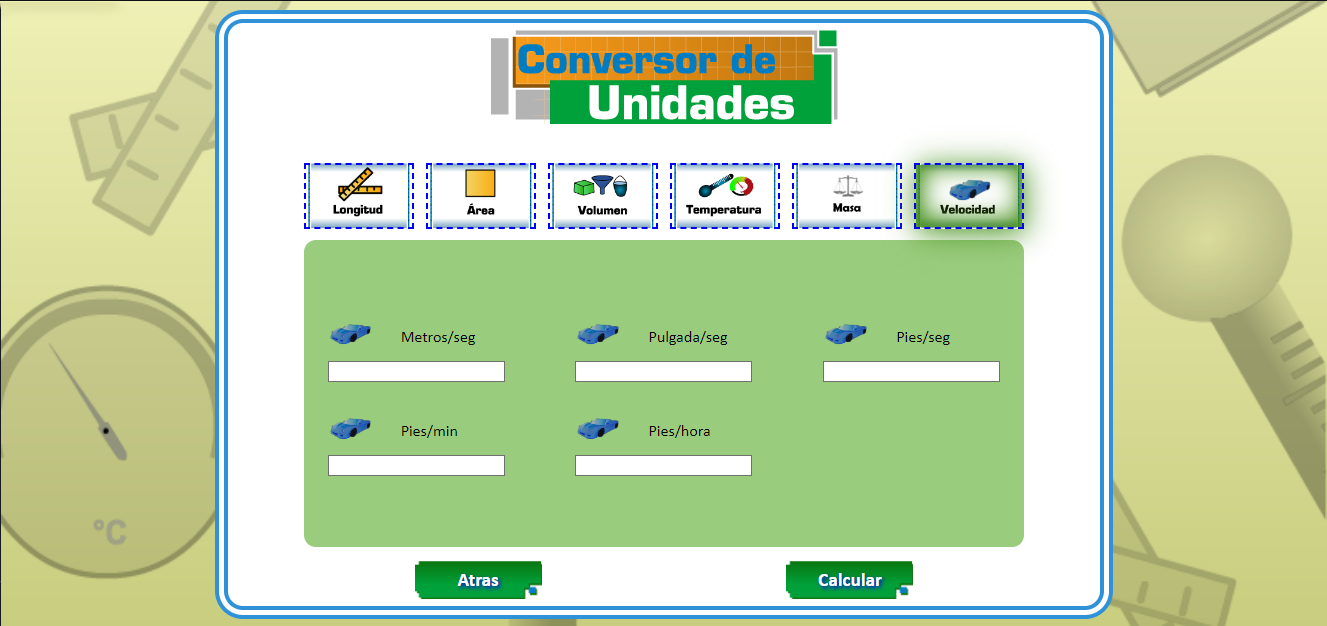 Conversor de
Unidades
Longitud
Área
Volumen
Temperatura
Masa
Velocidad
Metros/seg
Pulgada/seg
Pies/seg
Pies/min
Pies/hora
°C
Atras
Calcular